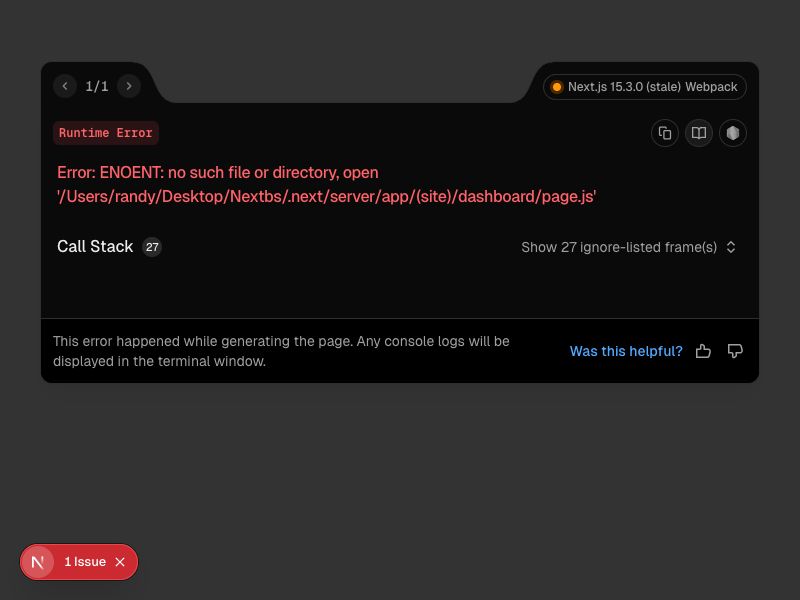 1/1
Next.js 15.3.0 (stale) Webpack
Runtime Error
Error: ENOENT: no such file or directory, open
'/Users/randy/Desktop/Nextbs/.next/server/app/(site)/dashboard/page.js'
Call Stack 27
Show 27 ignore-listed frame(s)
This error happened while generating the page. Any console logs will be
displayed in the terminal window.
Was this helpful?
N
1 Issue